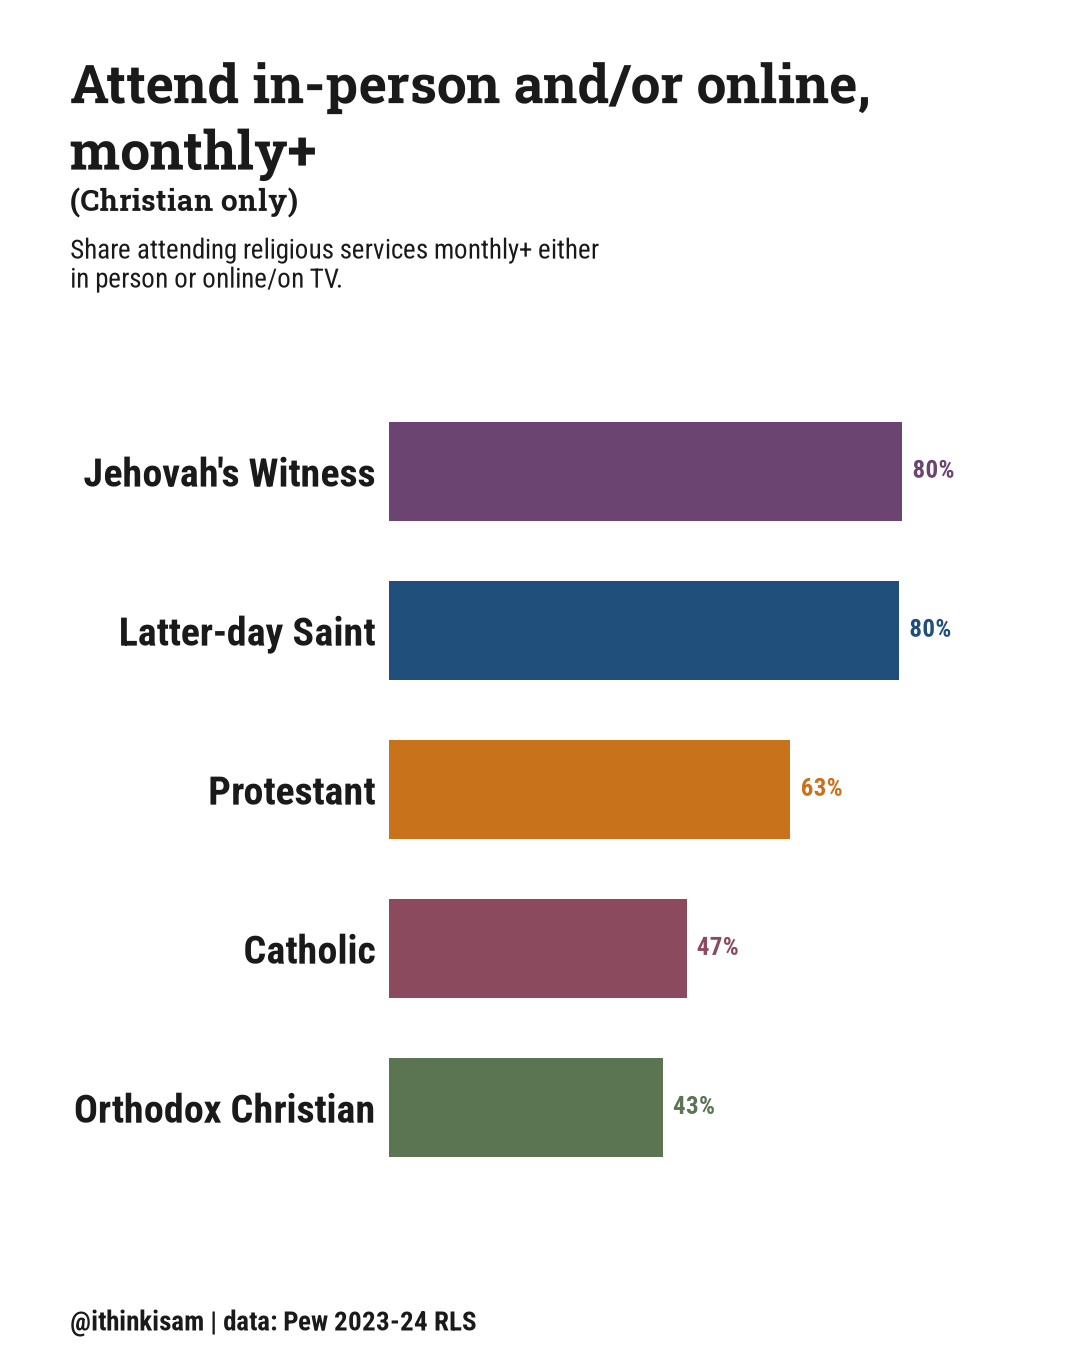 Attend in-person and/or online,
monthly+
(Christian only)
Share attending religious services monthly+ either
in person or online/on TV.
Jehovah's Witness 80%
Latter-day Saint 80%
Protestant 63%
Catholic 47%
Orthodox Christian 43%
@ithinkisam | data: Pew 2023-24 RLS